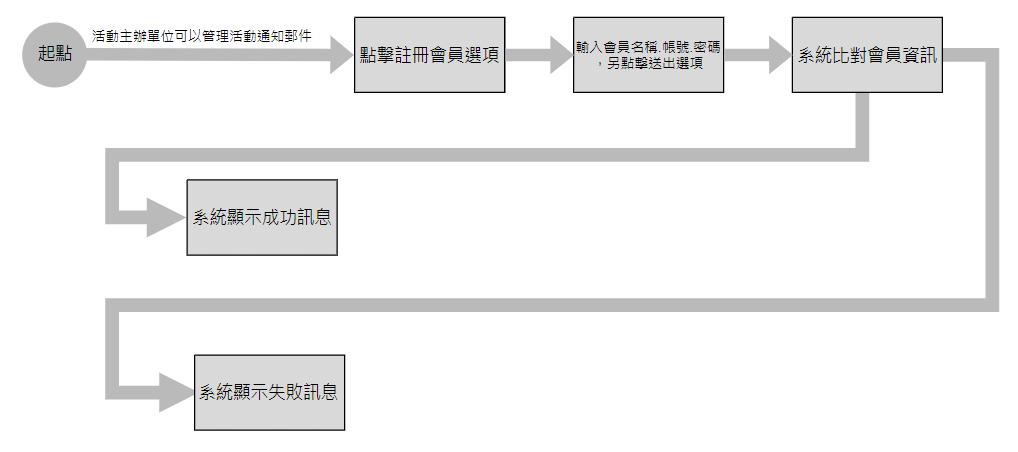 起點
活動主辦單位可以管理活動通知郵件
點擊註冊會員選項
輸入會員名稱.帳號.密碼
，另點擊送出選項
系統比對會員資訊
系統顯示成功訊息
系統顯示失敗訊息